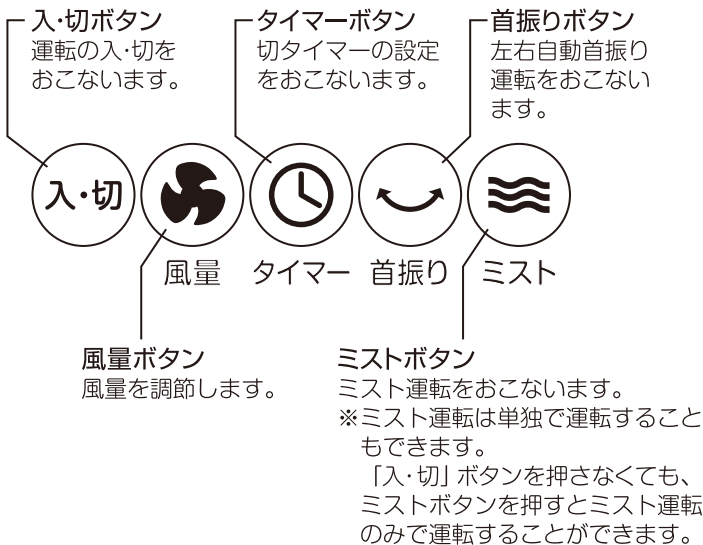 入・切ボタン
運転の入・切を
おこないます。
タイマーボタン
切タイマーの設定
をおこないます。
首振りボタン
左右自動首振り
運転をおこない
ます。
入・切
風量
タイマー
首振り
ミスト
風量ボタン
風量を調節します。
ミストボタン
ミスト運転をおこないます。
※ミスト運転は単独で運転すること
もできます。
「入・切」ボタンを押さなくても、
ミストボタンを押すとミスト運転
のみで運転することができます。